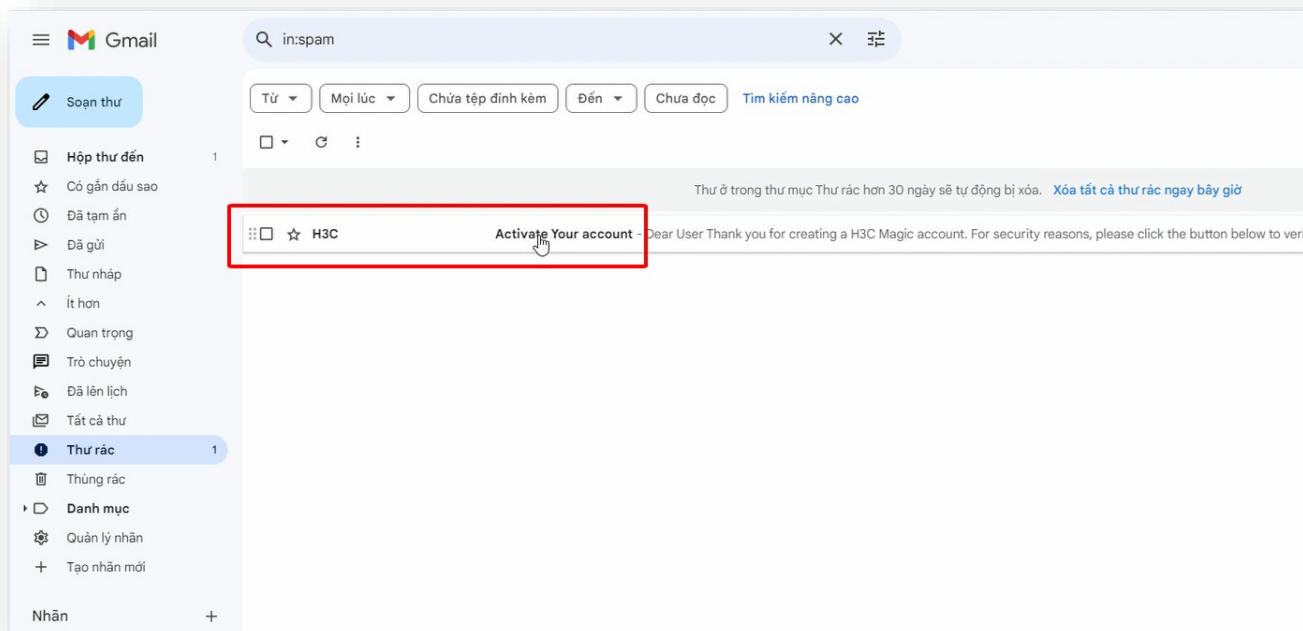 Gmail
in:spam
Soạn thư
Từ Mọi lúc Chứa tệp đính kèm Đến Chưa đọc Tìm kiếm nâng cao
Hộp thư đến 1
Có gắn dấu sao
Đã tạm ẩn
Đã gửi
Thư nháp
Ít hơn
Quan trọng
Trò chuyện
Đã lên lịch
Tất cả thư
Thư rác 1
Thùng rác
Danh mục
Quản lý nhãn
Tạo nhãn mới
Nhãn
Thư ở trong thư mục Thư rác hơn 30 ngày sẽ tự động bị xóa. Xóa tất cả thư rác ngay bây giờ
H3C Activate Your account - Dear User Thank you for creating a H3C Magic account. For security reasons, please click the button below to veri